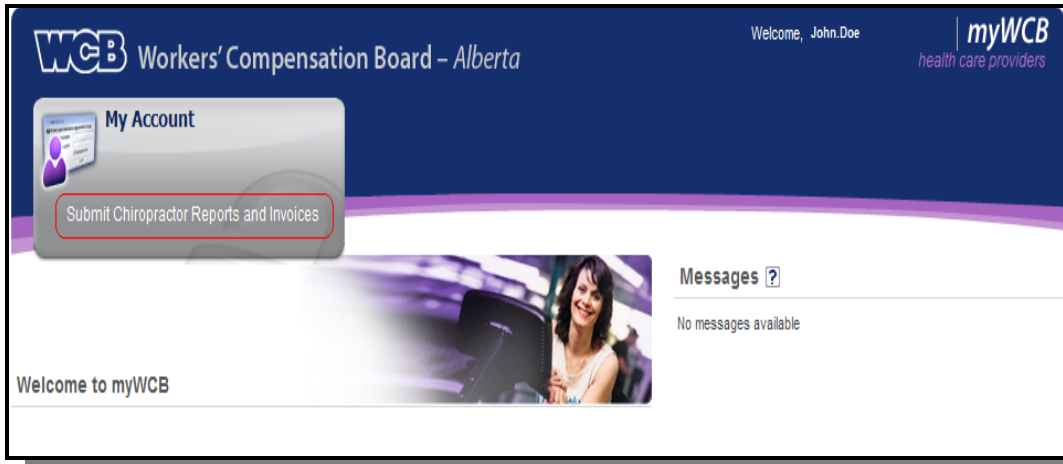 WCB Workers' Compensation Board – Alberta
Welcome, John.Doe
myWCB
health care providers
My Account
Submit Chiropractor Reports and Invoices
Messages ?
No messages available
Welcome to myWCB